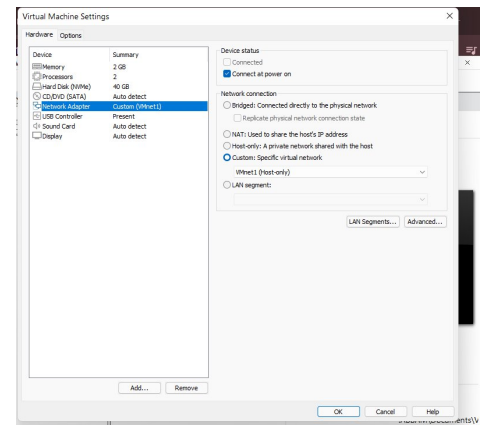 Virtual Machine Settings
Hardware Options
Device Summary
Memory 2 GB
Processors 2
Hard Disk (NVMe) 40 GB
CD/DVD (SATA) Auto detect
Network Adapter Custom (VMnet1)
USB Controller Present
Sound Card Auto detect
Display Auto detect
Add... Remove
Device status
Connected
Connect at power on
Network connection
Bridged: Connected directly to the physical network
Replicate physical network connection state
NAT: Used to share the host's IP address
Host-only: A private network shared with the host
Custom: Specific virtual network
VMnet1 (Host-only)
LAN segment:
LAN Segments... Advanced...
OK Cancel Help